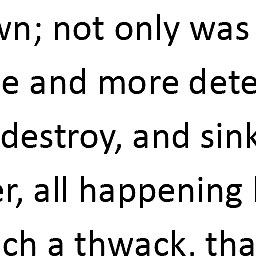 wn; not only was
e and more dete
destroy, and sink
er, all happening
ch a thwack, tha